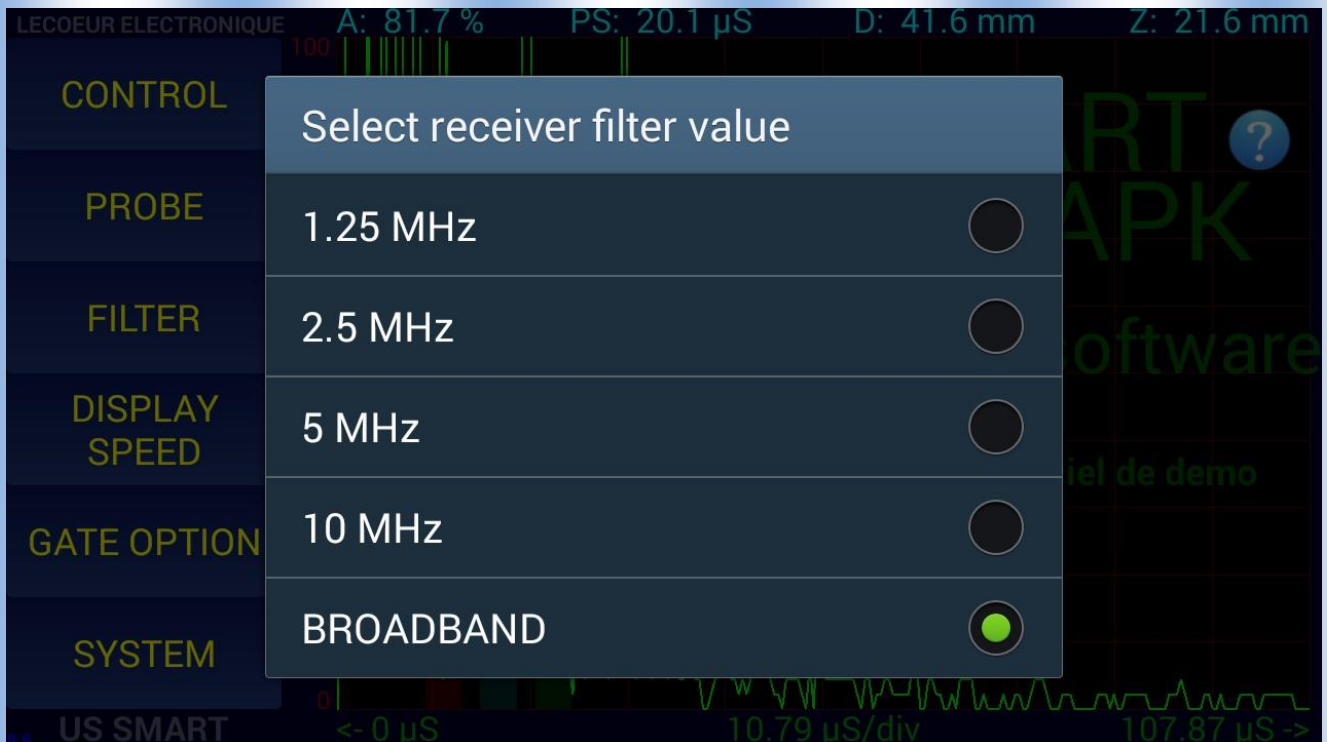 LECOEUR ELECTRONIQUE
A: 81.7 % PS: 20.1 µS D: 41.6 mm Z: 21.6 mm
100
CONTROL
PROBE
FILTER
DISPLAY
SPEED
GATE OPTION
SYSTEM
Select receiver filter value
1.25 MHz
2.5 MHz
5 MHz
10 MHz
BROADBAND
APK
?
0
US SMART
<- 0 µS 10.79 µS/div 107.87 µS ->